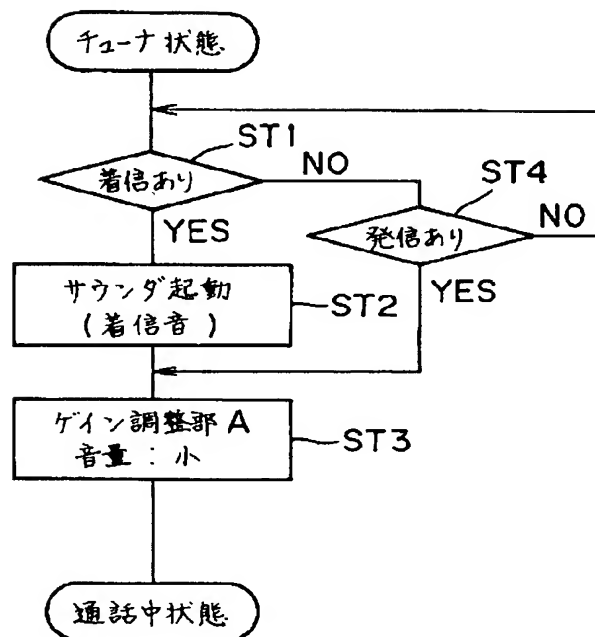 チューナ状態
ST1
着信あり
NO
ST4
YES
発信あり
NO
サウンダ起動
(着信音)
ST2
YES
ゲイン調整部A
音量:小
ST3
通話中状態